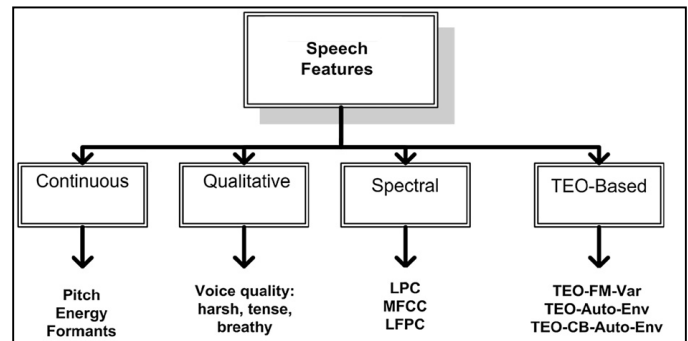 Speech
Features
Continuous
Qualitative
Spectral
TEO-Based
Pitch
Energy
Formants
Voice quality:
harsh, tense,
breathy
LPC
MFCC
LFPC
TEO-FM-Var
TEO-Auto-Env
TEO-CB-Auto-Env